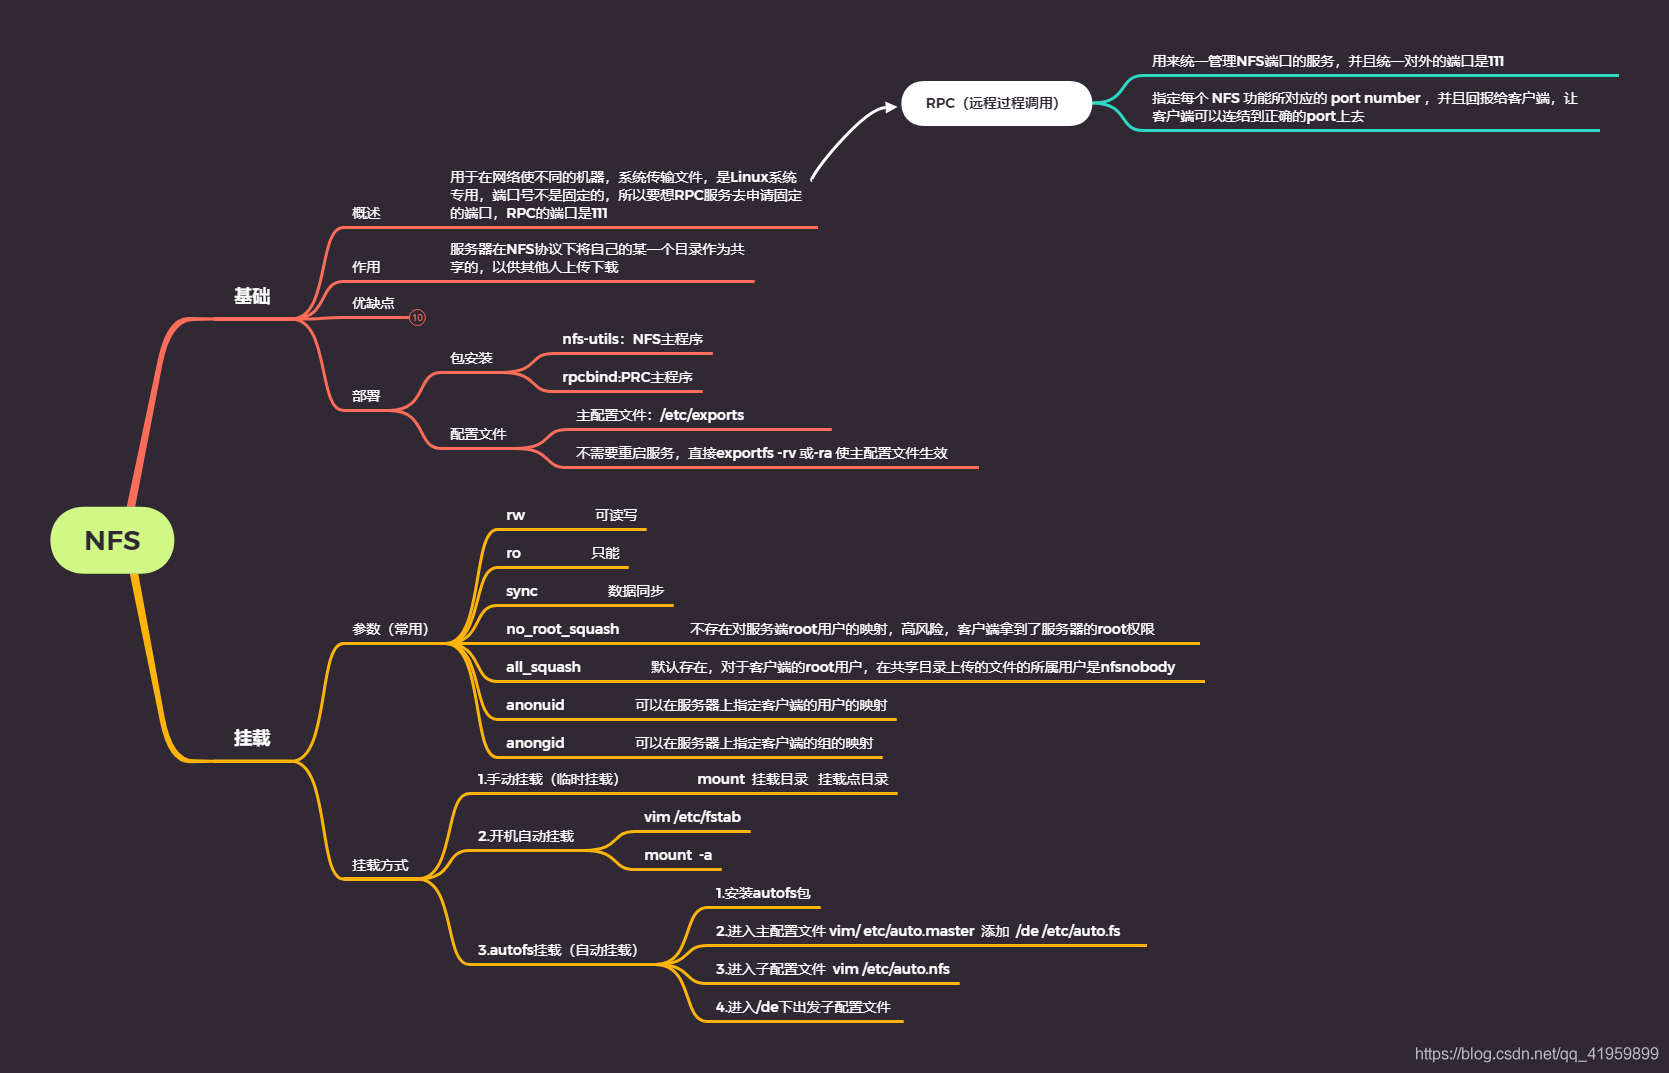 用来统一管理NFS端口的服务，并且统一对外的端口是111
RPC（远程过程调用）
指定每个 NFS 功能所对应的 port number ，并且回报给客户端，让
客户端可以连结到正确的port上去
用于在网络使不同的机器，系统传输文件，是Linux系统
专用，端口号不是固定的，所以要想RPC服务去申请固定
的端口，RPC的端口是111
概述
服务器在NFS协议下将自己的某一个目录作为共
享的，以供其他人上传下载
作用
基础
优缺点
10
nfs-utils：NFS主程序
包安装
rpcbind:PRC主程序
部署
主配置文件：/etc/exports
配置文件
不需要重启服务，直接exportfs -rv 或-ra 使主配置文件生效
NFS
rw 可读写
ro 只能
sync 数据同步
参数（常用）
no_root_squash 不存在对服务端root用户的映射，高风险，客户端拿到了服务器的root权限
all_squash 默认存在，对于客户端的root用户，在共享目录上传的文件的所属用户是nfsnobody
anonuid 可以在服务器上指定客户端的用户的映射
anongid 可以在服务器上指定客户端的组的映射
挂载
1.手动挂载（临时挂载） mount 挂载目录 挂载点目录
vim /etc/fstab
2.开机自动挂载
mount -a
挂载方式
1.安装autofs包
2.进入主配置文件 vim/ etc/auto.master 添加 /de /etc/auto.fs
3.autofs挂载（自动挂载）
3.进入子配置文件 vim /etc/auto.nfs
4.进入/de下出发子配置文件
https://blog.csdn.net/qq_41959899